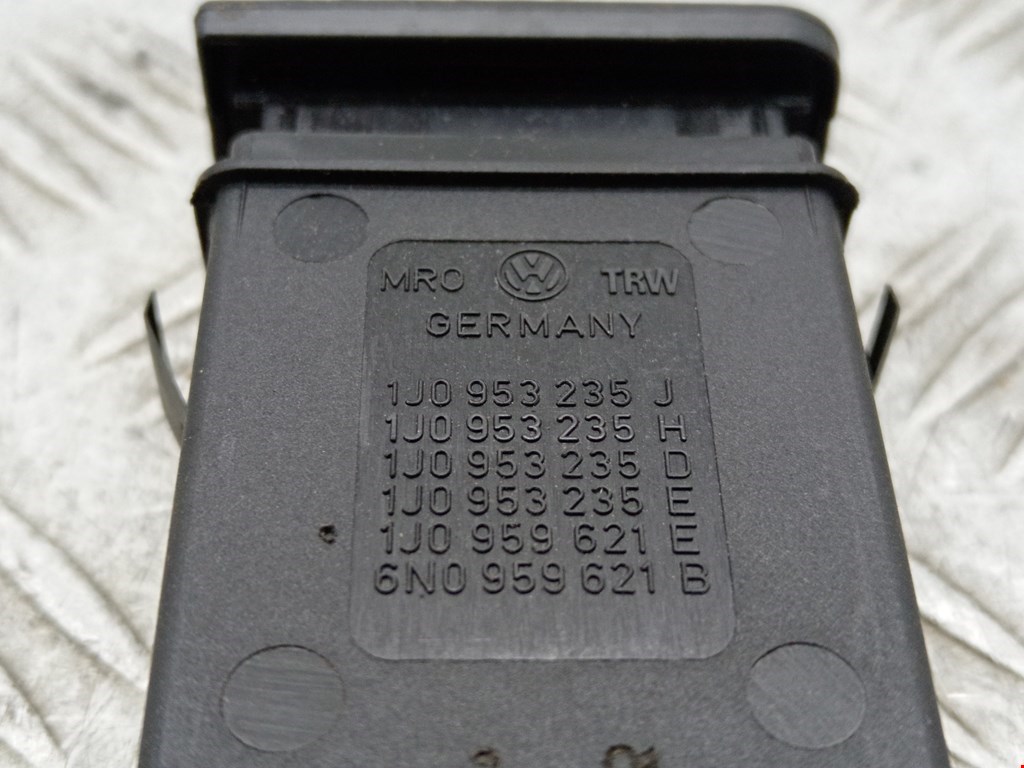 MRO VW TRW
GERMANY
1J0 953 235 J
1J0 953 235 H
1J0 953 235 D
1J0 953 235 E
1J0 959 621 E
6N0 959 621 B